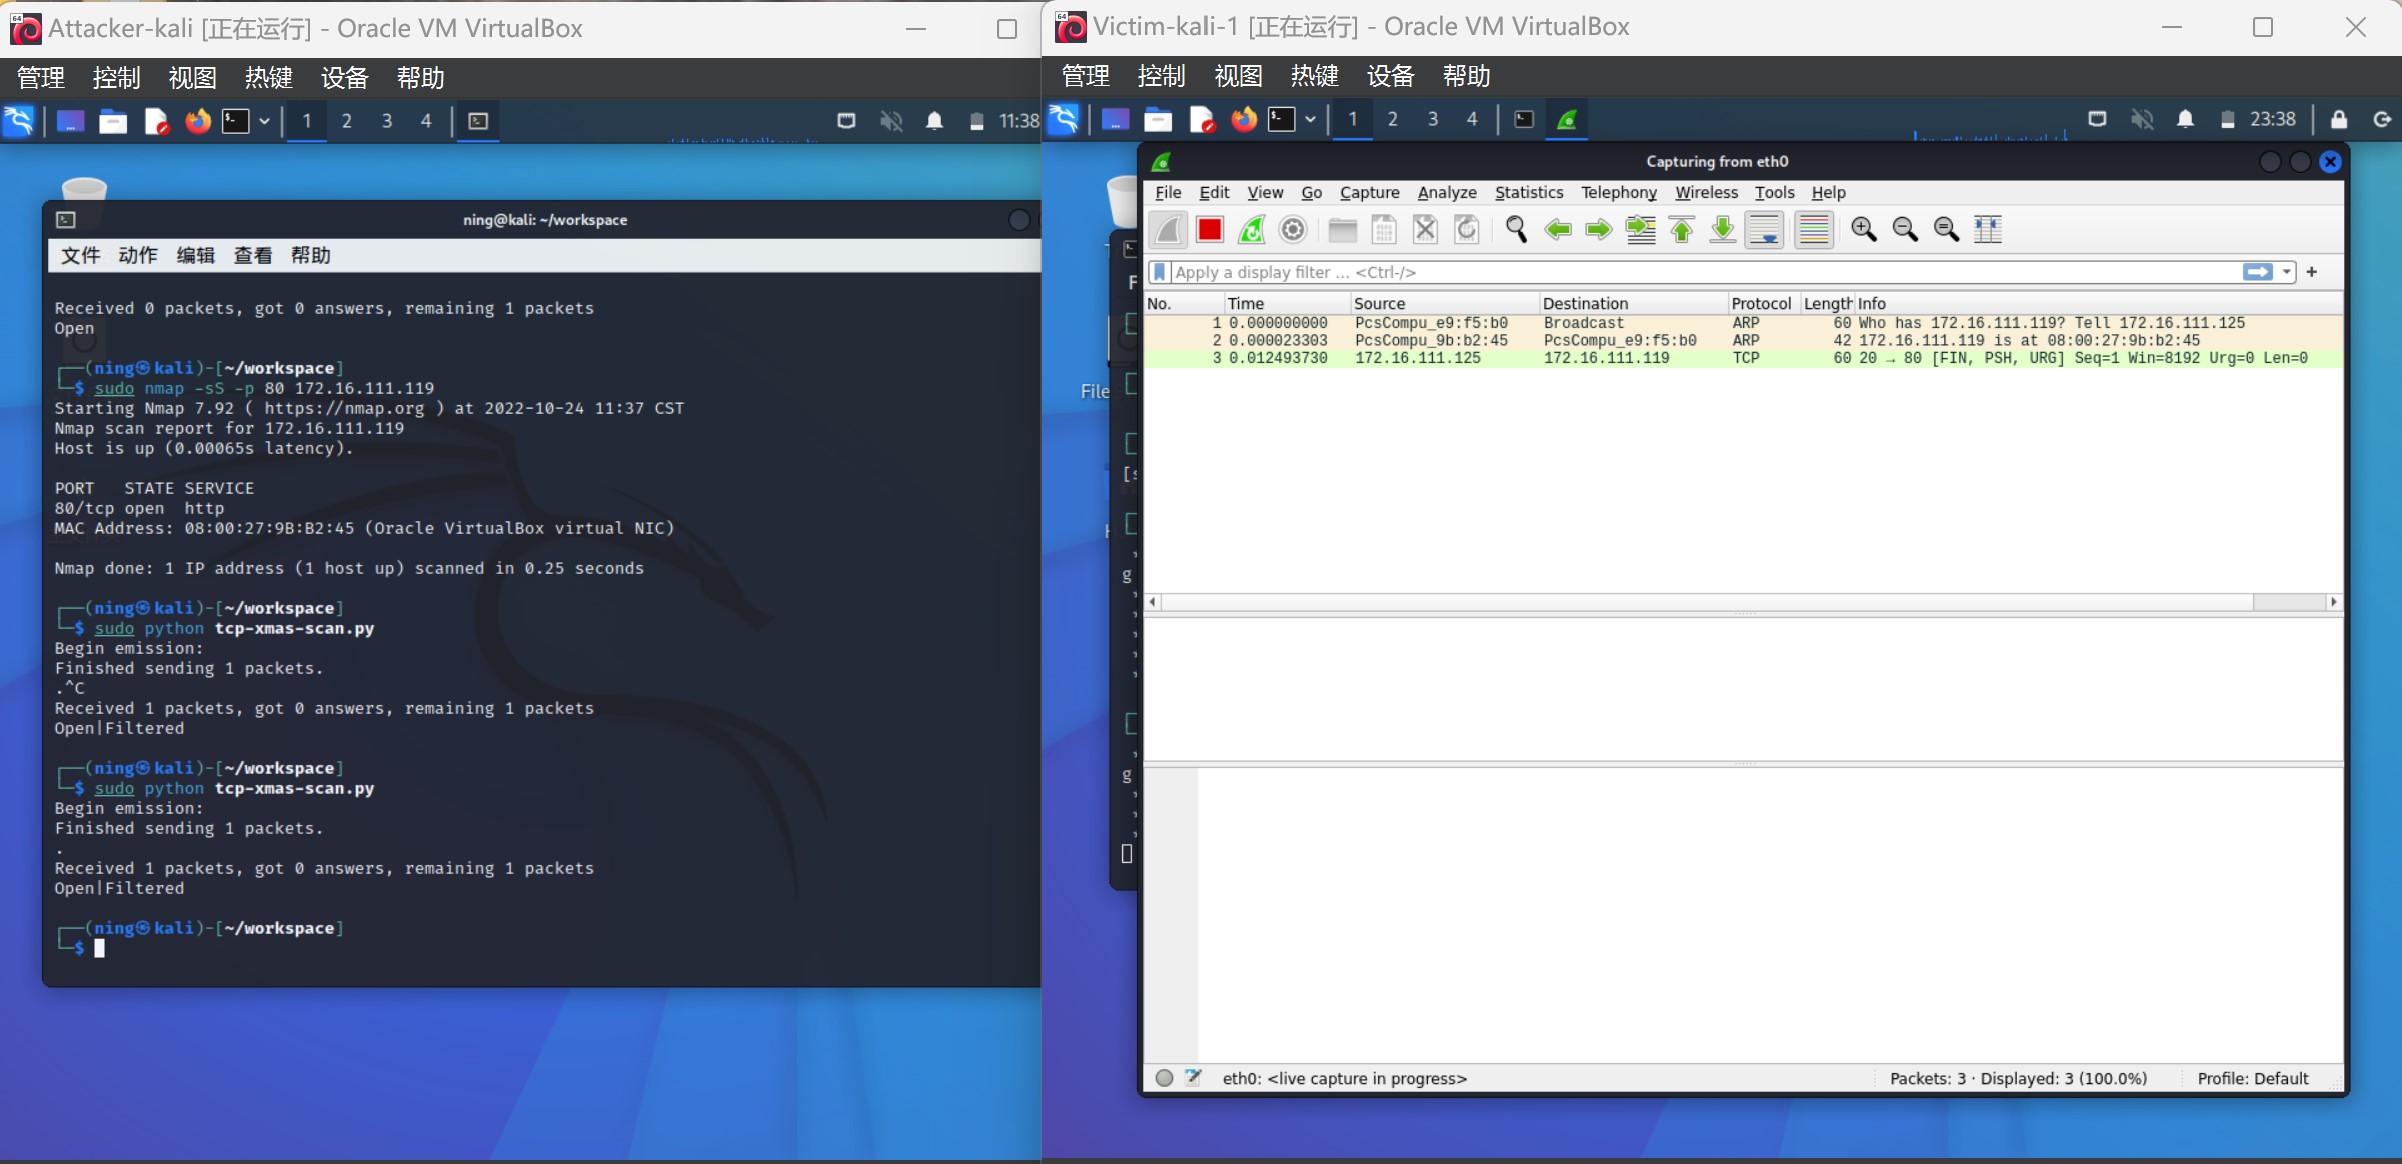 Attacker-kali [正在运行] - Oracle VM VirtualBox
管理 控制 视图 热键 设备 帮助
1 2 3 4 11:38
ning@kali: ~/workspace
文件 动作 编辑 查看 帮助
Received 0 packets, got 0 answers, remaining 1 packets
Open
┌──(ning㉿kali)-[~/workspace]
└─$ sudo nmap -sS -p 80 172.16.111.119
Starting Nmap 7.92 ( https://nmap.org ) at 2022-10-24 11:37 CST
Nmap scan report for 172.16.111.119
Host is up (0.00065s latency).
PORT   STATE SERVICE
80/tcp open  http
MAC Address: 08:00:27:9B:B2:45 (Oracle VirtualBox virtual NIC)
Nmap done: 1 IP address (1 host up) scanned in 0.25 seconds
┌──(ning㉿kali)-[~/workspace]
└─$ sudo python tcp-xmas-scan.py
Begin emission:
Finished sending 1 packets.
.^C
Received 1 packets, got 0 answers, remaining 1 packets
Open|Filtered
┌──(ning㉿kali)-[~/workspace]
└─$ sudo python tcp-xmas-scan.py
Begin emission:
Finished sending 1 packets.
.
Received 1 packets, got 0 answers, remaining 1 packets
Open|Filtered
┌──(ning㉿kali)-[~/workspace]
└─$
Victim-kali-1 [正在运行] - Oracle VM VirtualBox
管理 控制 视图 热键 设备 帮助
1 2 3 4 23:38
Capturing from eth0
File Edit View Go Capture Analyze Statistics Telephony Wireless Tools Help
Apply a display filter ... <Ctrl-/>
No. Time Source Destination Protocol Length Info
1 0.000000000 PcsCompu_e9:f5:b0 Broadcast ARP 60 Who has 172.16.111.119? Tell 172.16.111.125
2 0.000023303 PcsCompu_9b:b2:45 PcsCompu_e9:f5:b0 ARP 42 172.16.111.119 is at 08:00:27:9b:b2:45
3 0.012493730 172.16.111.125 172.16.111.119 TCP 60 20 → 80 [FIN, PSH, URG] Seq=1 Win=8192 Urg=0 Len=0
File
eth0: <live capture in progress>
Packets: 3 · Displayed: 3 (100.0%)
Profile: Default